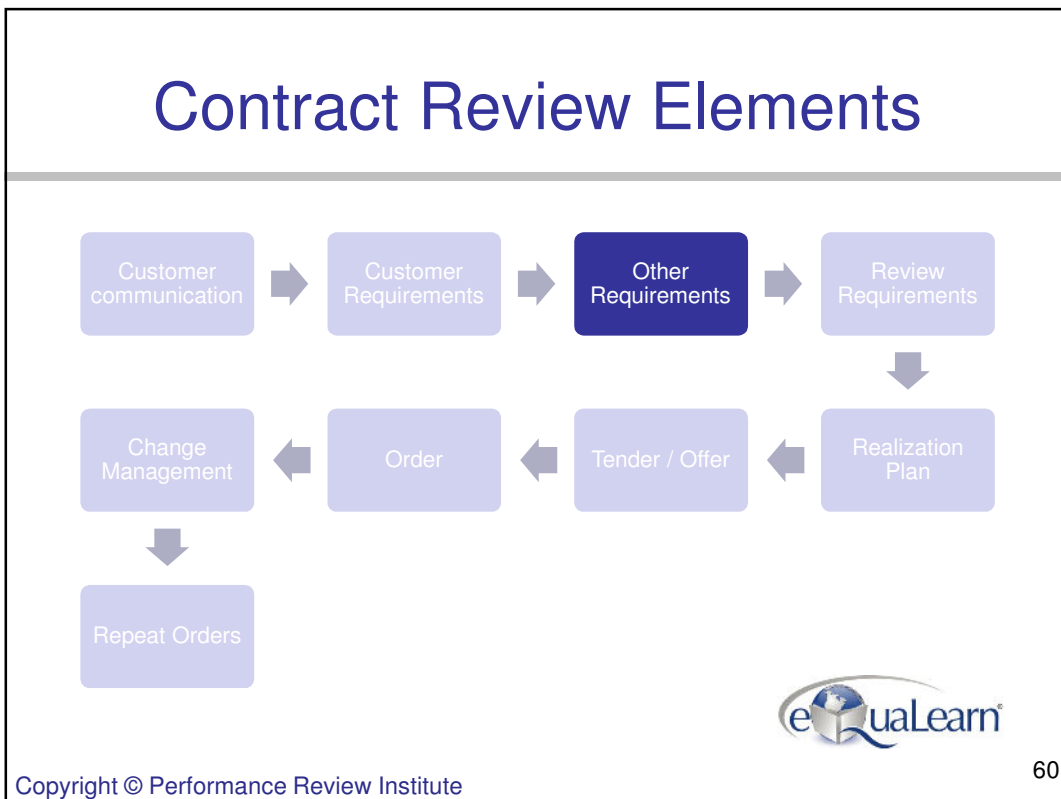 Contract Review Elements
Customer
communication
Customer
Requirements
Other
Requirements
Review
Requirements
Change
Management
Order
Tender / Offer
Realization
Plan
Repeat Orders
eQuaLearn®
Copyright © Performance Review Institute
60